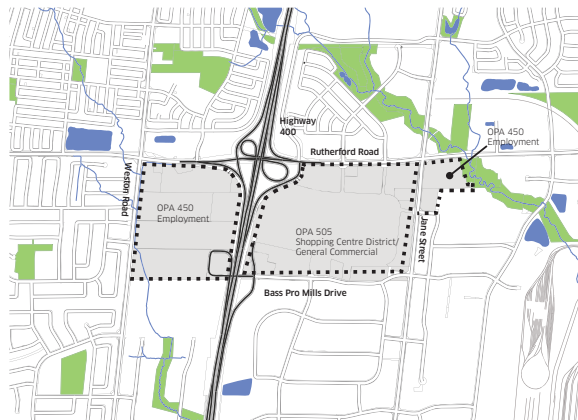 Highway
400
Rutherford Road
OPA 450
Employment
Weston Road
OPA 450
Employment
OPA 505
Shopping Centre District/
General Commercial
Jane Street
Bass Pro Mills Drive